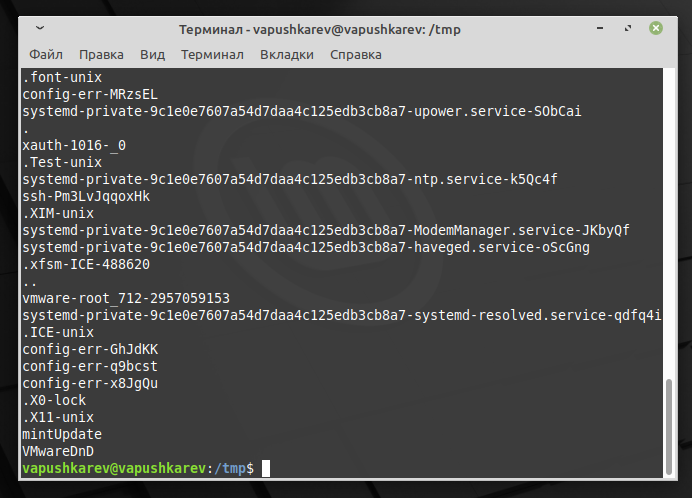 Терминал - vapushkarev@vapushkarev: /tmp
Файл Правка Вид Терминал Вкладки Справка
.font-unix
config-err-MRzsEL
systemd-private-9c1e0e7607a54d7daa4c125edb3cb8a7-upower.service-SObCai
.
xauth-1016-_0
.Test-unix
systemd-private-9c1e0e7607a54d7daa4c125edb3cb8a7-ntp.service-k5Qc4f
ssh-Pm3LvJqqoxHk
.XIM-unix
systemd-private-9c1e0e7607a54d7daa4c125edb3cb8a7-ModemManager.service-JKbyQf
systemd-private-9c1e0e7607a54d7daa4c125edb3cb8a7-haveged.service-oScGng
.xfsm-ICE-488620
..
vmware-root_712-2957059153
systemd-private-9c1e0e7607a54d7daa4c125edb3cb8a7-systemd-resolved.service-qdfq4i
.ICE-unix
config-err-GhJdKK
config-err-q9bcst
config-err-x8JgQu
.X0-lock
.X11-unix
mintUpdate
VMwareDnD
vapushkarev@vapushkarev:/tmp$